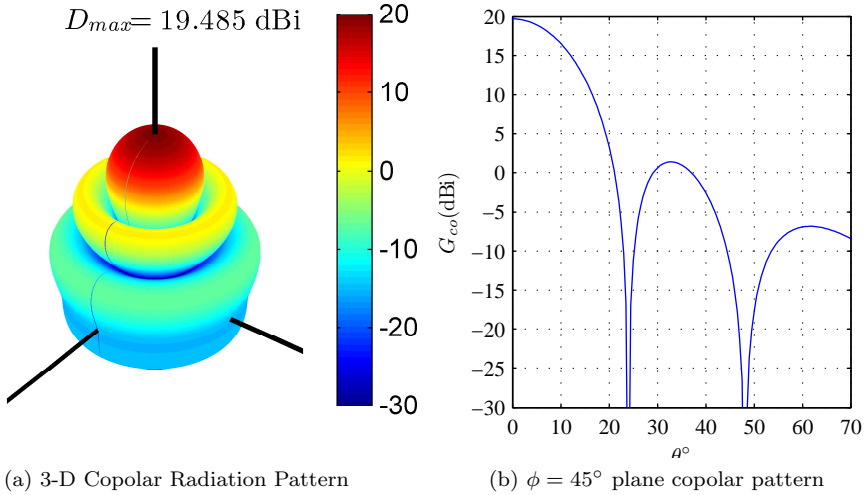 D_max = 19.485 dBi
20
10
0
-10
-20
-30
(a) 3-D Copolar Radiation Pattern
20
15
10
5
0
−5
−10
−15
−20
−25
−30
G_co(dBi)
0 10 20 30 40 50 60 70
θ°
(b) ϕ = 45° plane copolar pattern